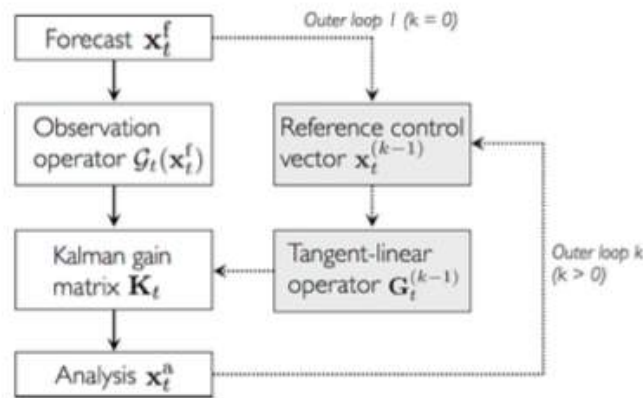 Forecast x_t^f
Outer loop 1 (k = 0)
Observation
operator 𝒢_t(x_t^f)
Reference control
vector x_t^(k−1)
Kalman gain
matrix K_t
Tangent-linear
operator G_t^(k−1)
Outer loop k
(k > 0)
Analysis x_t^a